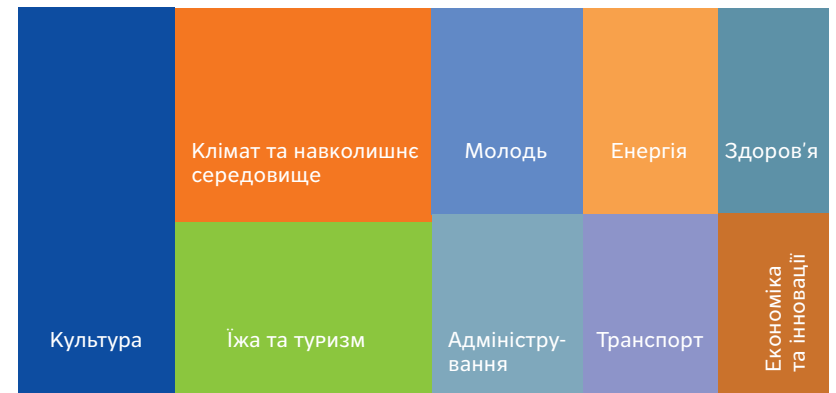 Клімат та навколишнє
середовище
Молодь
Енергія
Здоров’я
Культура
Їжа та туризм
Адміністру-
вання
Транспорт
Економіка
та інновації